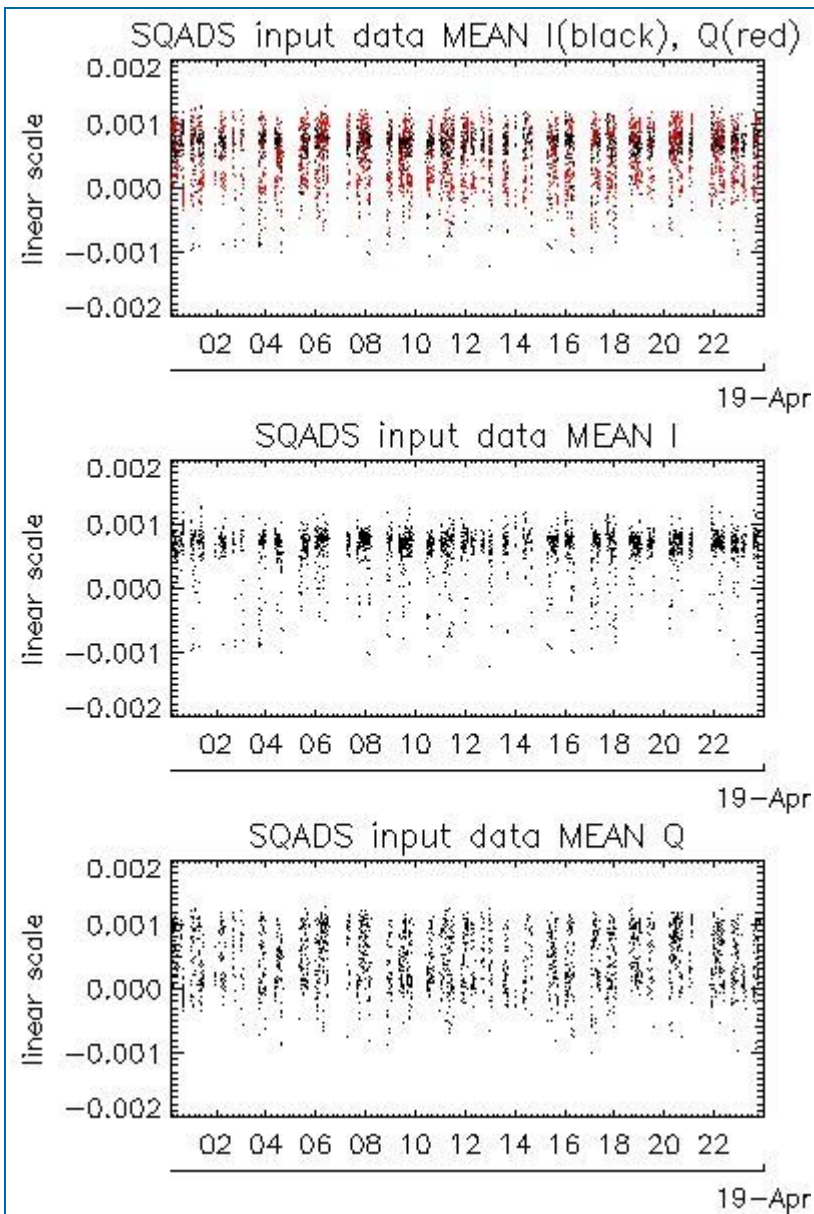 SQADS input data MEAN I(black), Q(red)
linear scale
0.002
0.001
0.000
−0.001
−0.002
02 04 06 08 10 12 14 16 18 20 22
19−Apr
SQADS input data MEAN I
linear scale
0.002
0.001
0.000
−0.001
−0.002
02 04 06 08 10 12 14 16 18 20 22
19−Apr
SQADS input data MEAN Q
linear scale
0.002
0.001
0.000
−0.001
−0.002
02 04 06 08 10 12 14 16 18 20 22
19−Apr